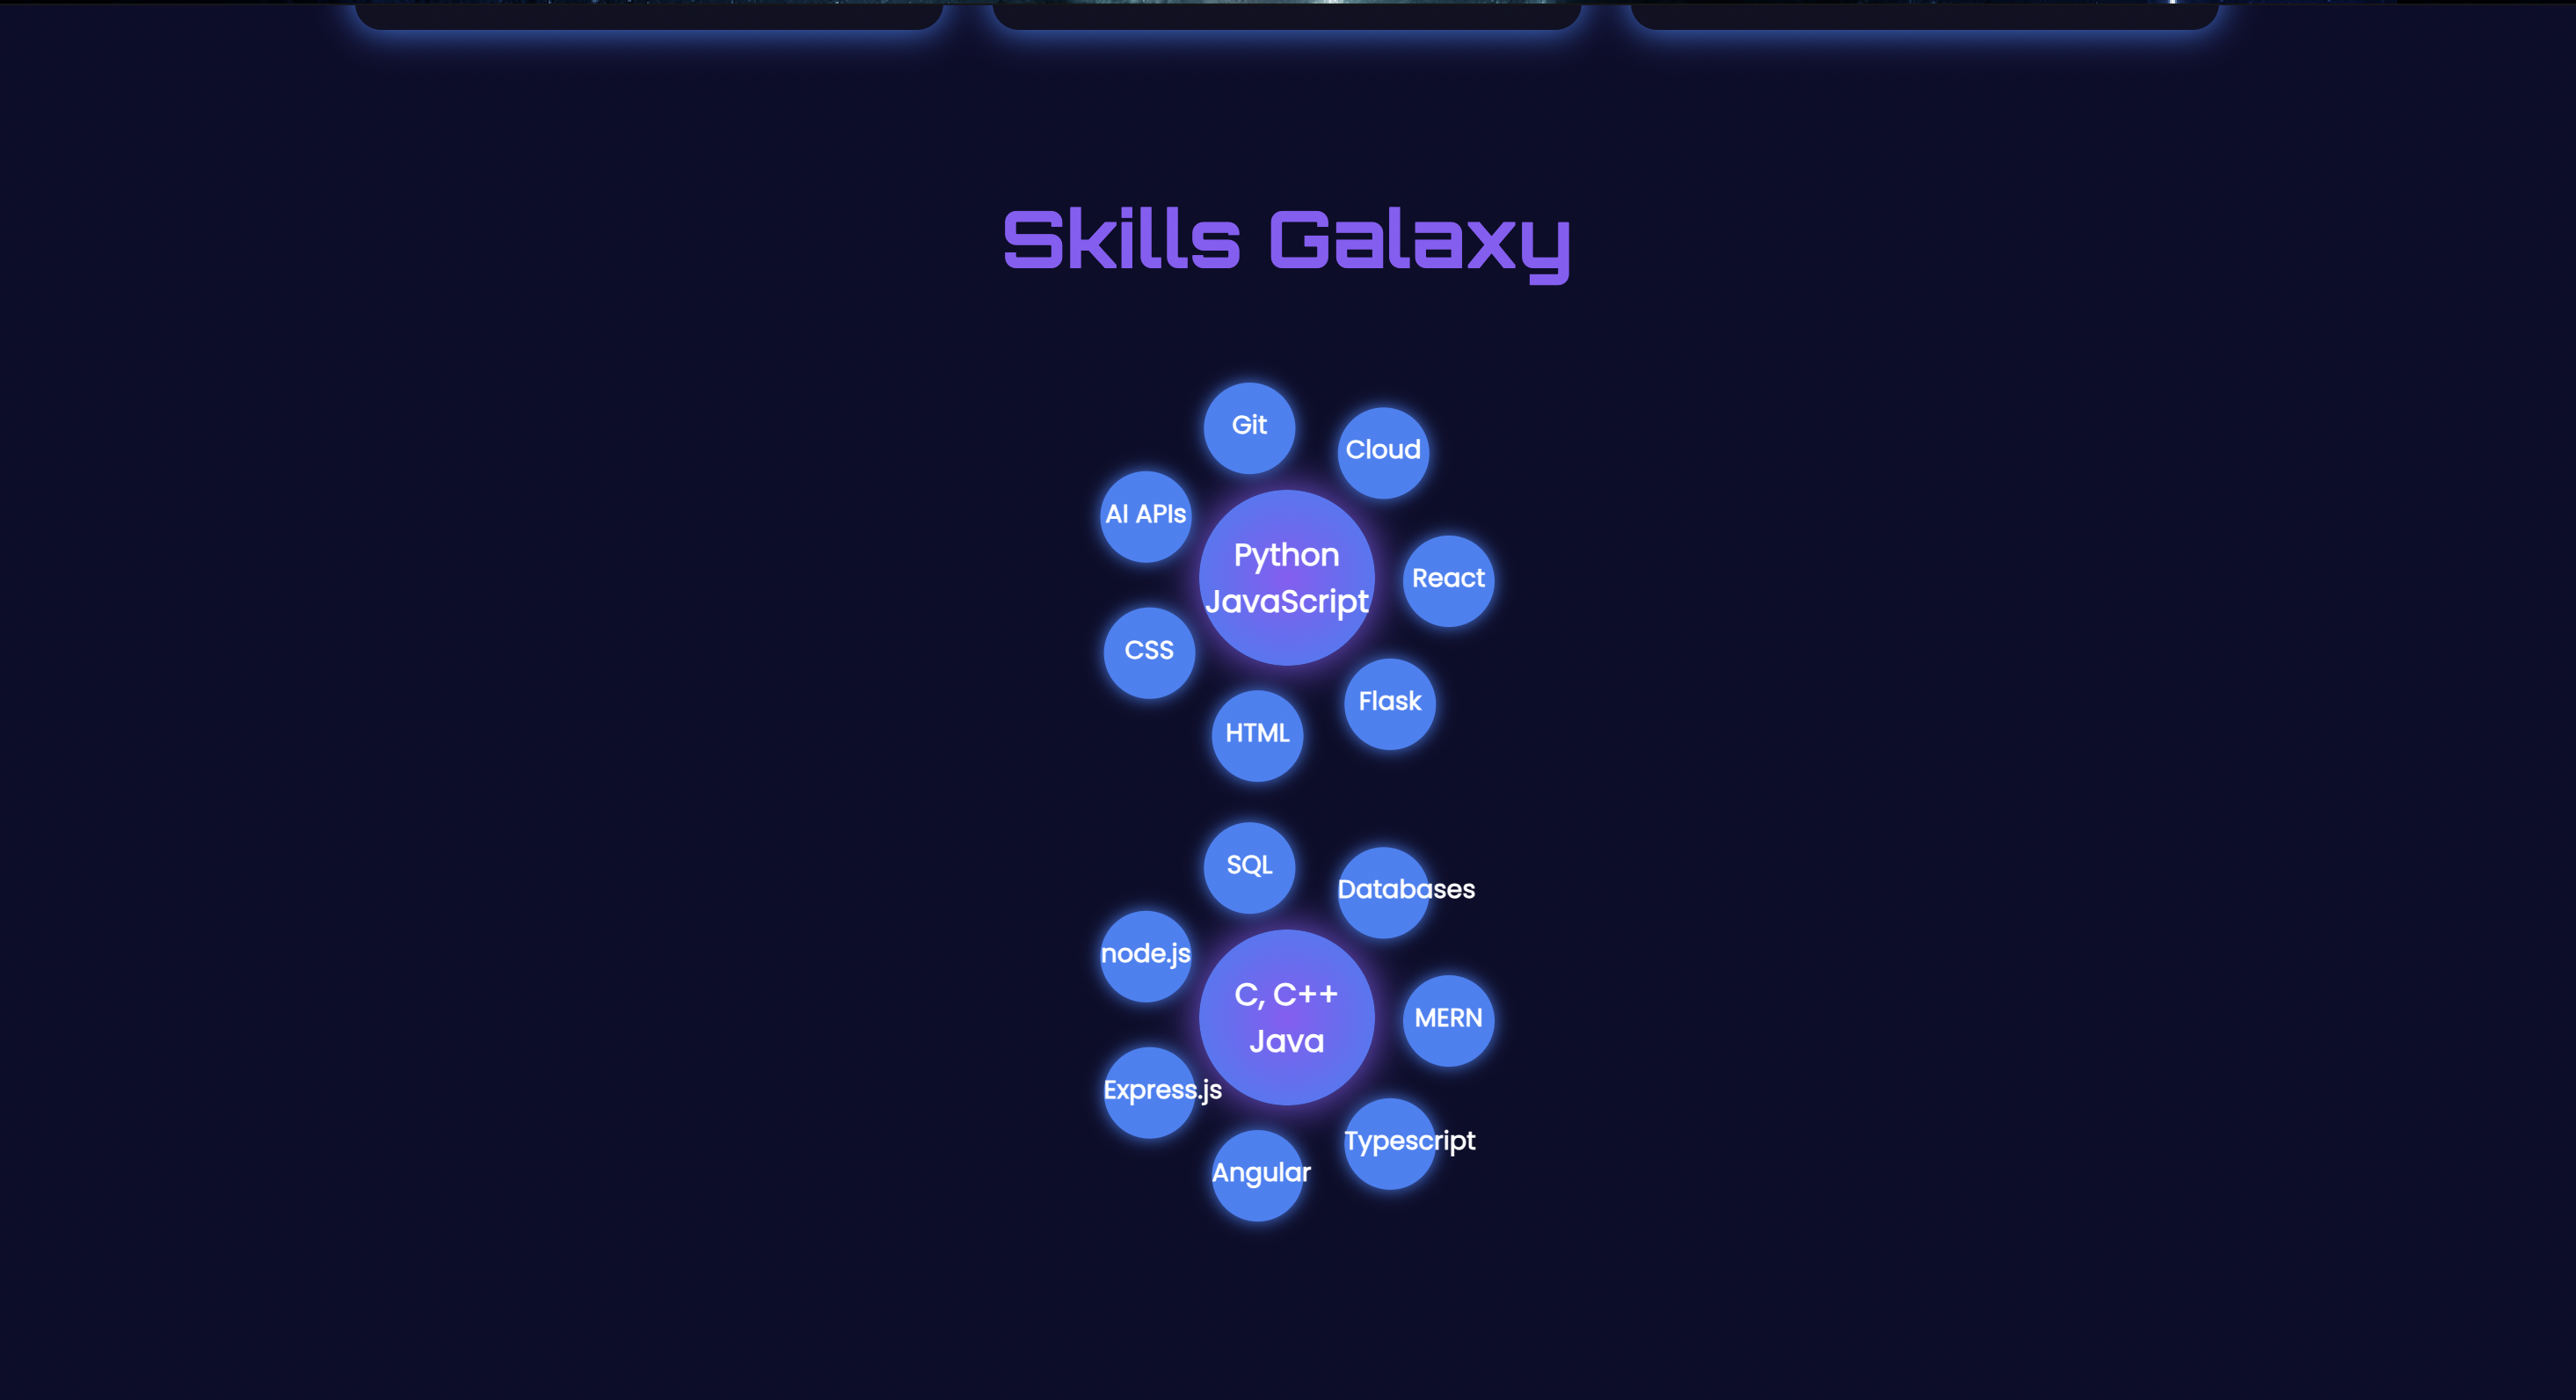 Skills Galaxy
Git
Cloud
AI APIs
Python
JavaScript
React
CSS
Flask
HTML
SQL
Databases
node.js
C, C++
Java
MERN
Express.js
Typescript
Angular